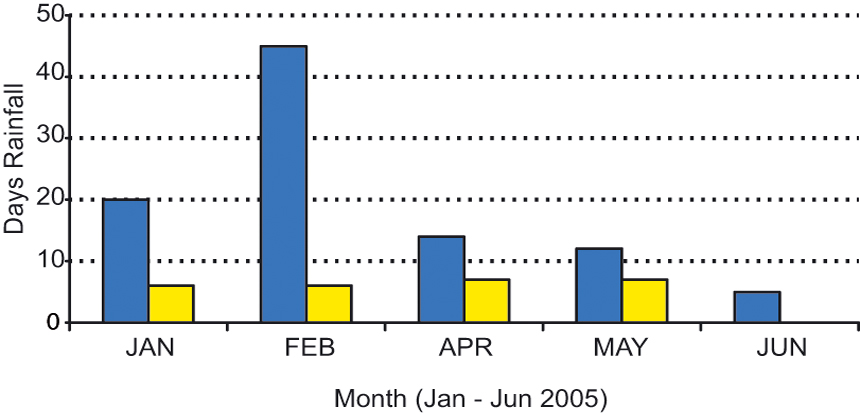 50
40
30
20
10
0
Days Rainfall
JAN FEB APR MAY JUN
Month (Jan - Jun 2005)